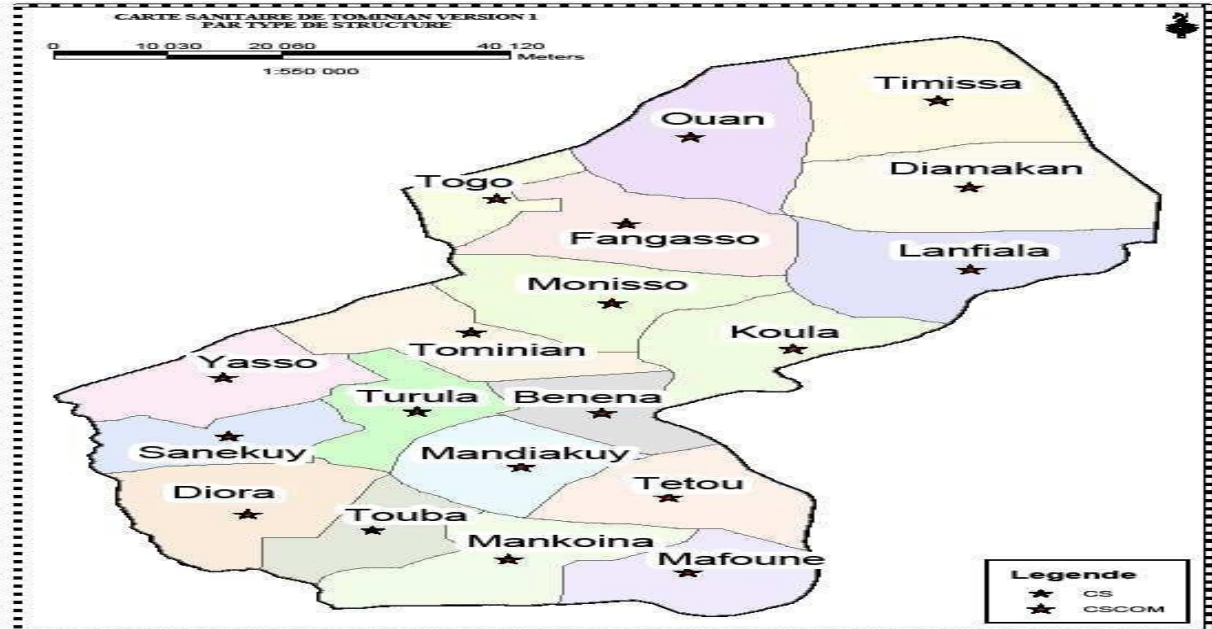 CARTE SANITAIRE DE TOMINIAN VERSION 1
PAR TYPE DE STRUCTURE
0 10 030 20 060 40 120
Meters
1:550 000
N
Timissa
Ouan
Diamakan
Togo
Fangasso
Lanfiala
Monisso
Koula
Tominian
Yasso
Turula
Benena
Sanekuy
Mandiakuy
Tetou
Diora
Touba
Mankoina
Mafoune
Legende
CS
CSCOM